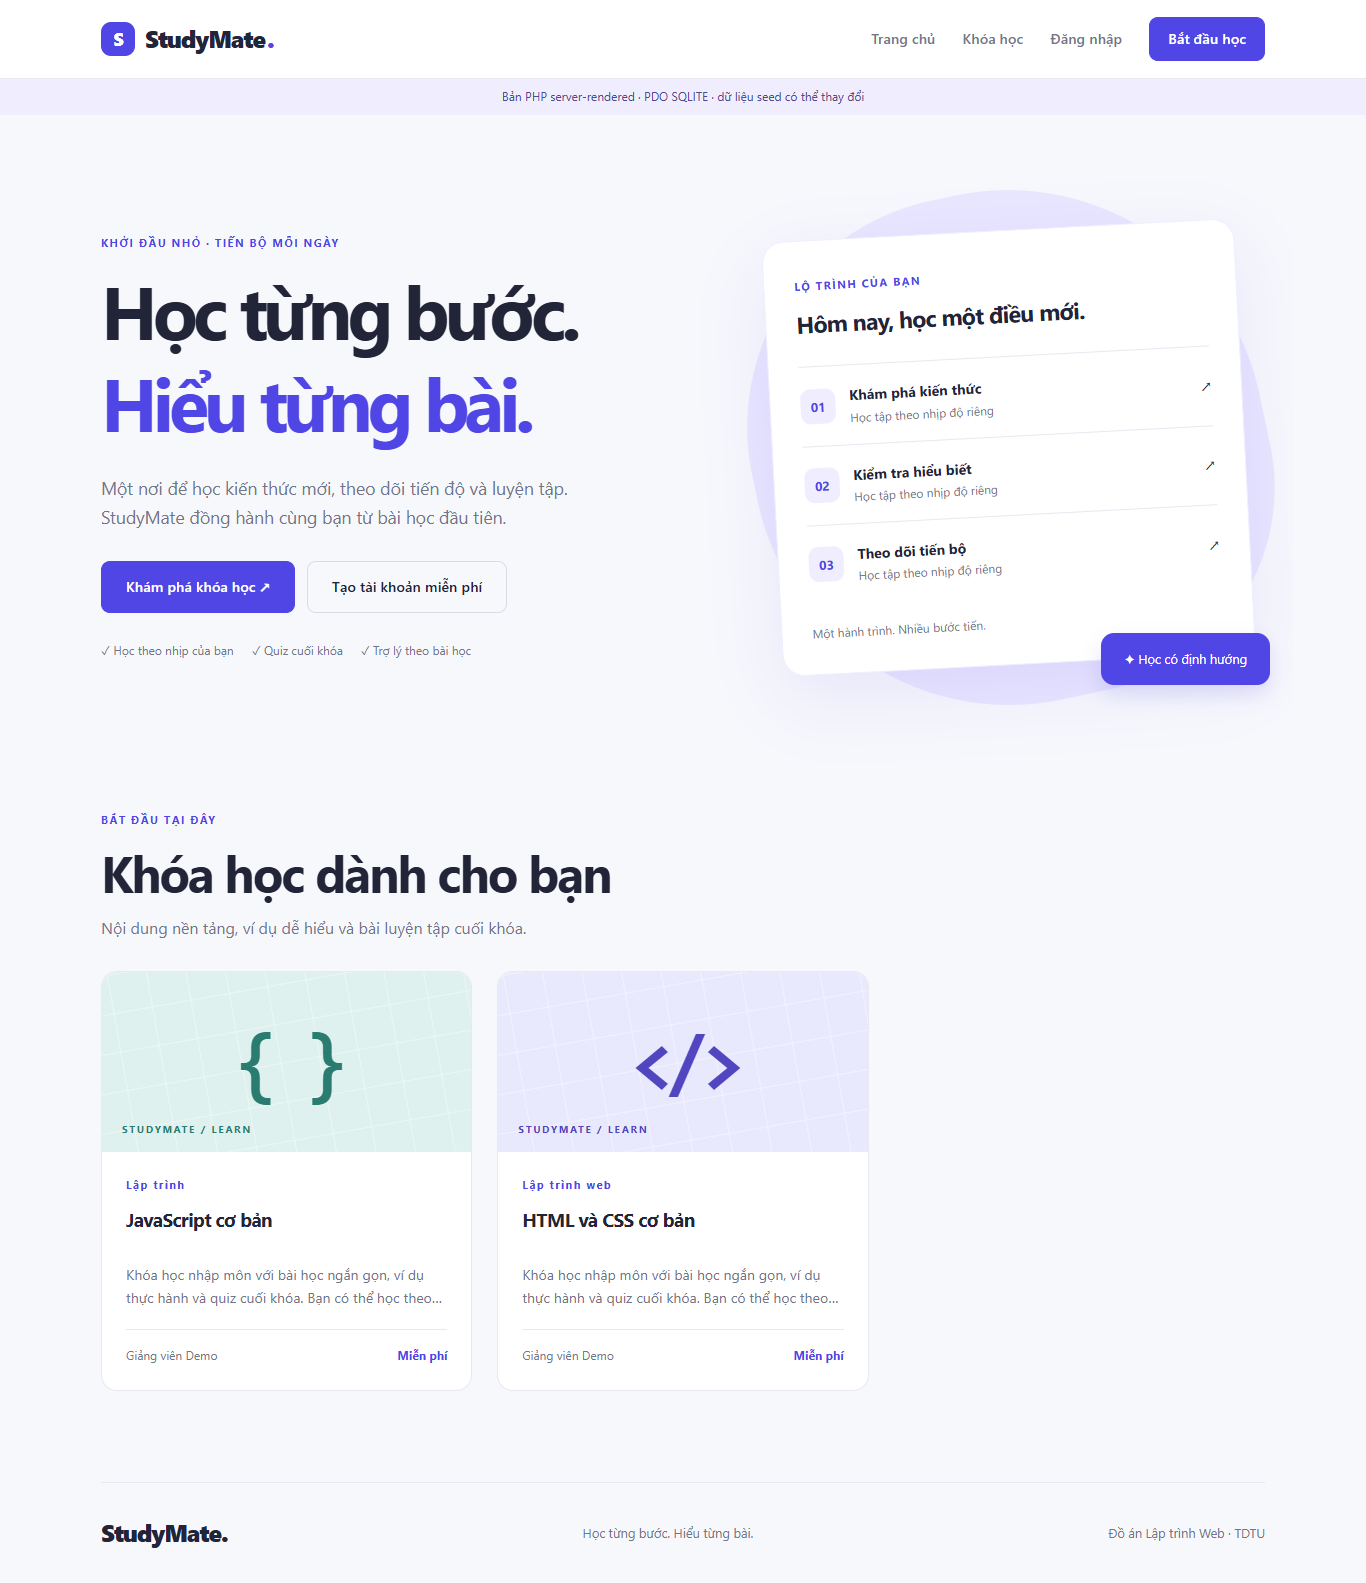 S StudyMate.
Trang chủ Khóa học Đăng nhập Bắt đầu học
Bản PHP server-rendered · PDO SQLITE · dữ liệu seed có thể thay đổi
KHỞI ĐẦU NHỎ · TIẾN BỘ MỖI NGÀY
Học từng bước.
Hiểu từng bài.
Một nơi để học kiến thức mới, theo dõi tiến độ và luyện tập.
StudyMate đồng hành cùng bạn từ bài học đầu tiên.
Khám phá khóa học ↗ Tạo tài khoản miễn phí
✓ Học theo nhịp của bạn ✓ Quiz cuối khóa ✓ Trợ lý theo bài học
LỘ TRÌNH CỦA BẠN
Hôm nay, học một điều mới.
01 Khám phá kiến thức ↗
Học tập theo nhịp độ riêng
02 Kiểm tra hiểu biết ↗
Học tập theo nhịp độ riêng
03 Theo dõi tiến bộ ↗
Học tập theo nhịp độ riêng
Một hành trình. Nhiều bước tiến.
✦ Học có định hướng
BẮT ĐẦU TẠI ĐÂY
Khóa học dành cho bạn
Nội dung nền tảng, ví dụ dễ hiểu và bài luyện tập cuối khóa.
{ }
STUDYMATE / LEARN
Lập trình
JavaScript cơ bản
Khóa học nhập môn với bài học ngắn gọn, ví dụ
thực hành và quiz cuối khóa. Bạn có thể học theo...
Giảng viên Demo Miễn phí
</>
STUDYMATE / LEARN
Lập trình web
HTML và CSS cơ bản
Khóa học nhập môn với bài học ngắn gọn, ví dụ
thực hành và quiz cuối khóa. Bạn có thể học theo...
Giảng viên Demo Miễn phí
StudyMate.
Học từng bước. Hiểu từng bài.
Đồ án Lập trình Web · TDTU